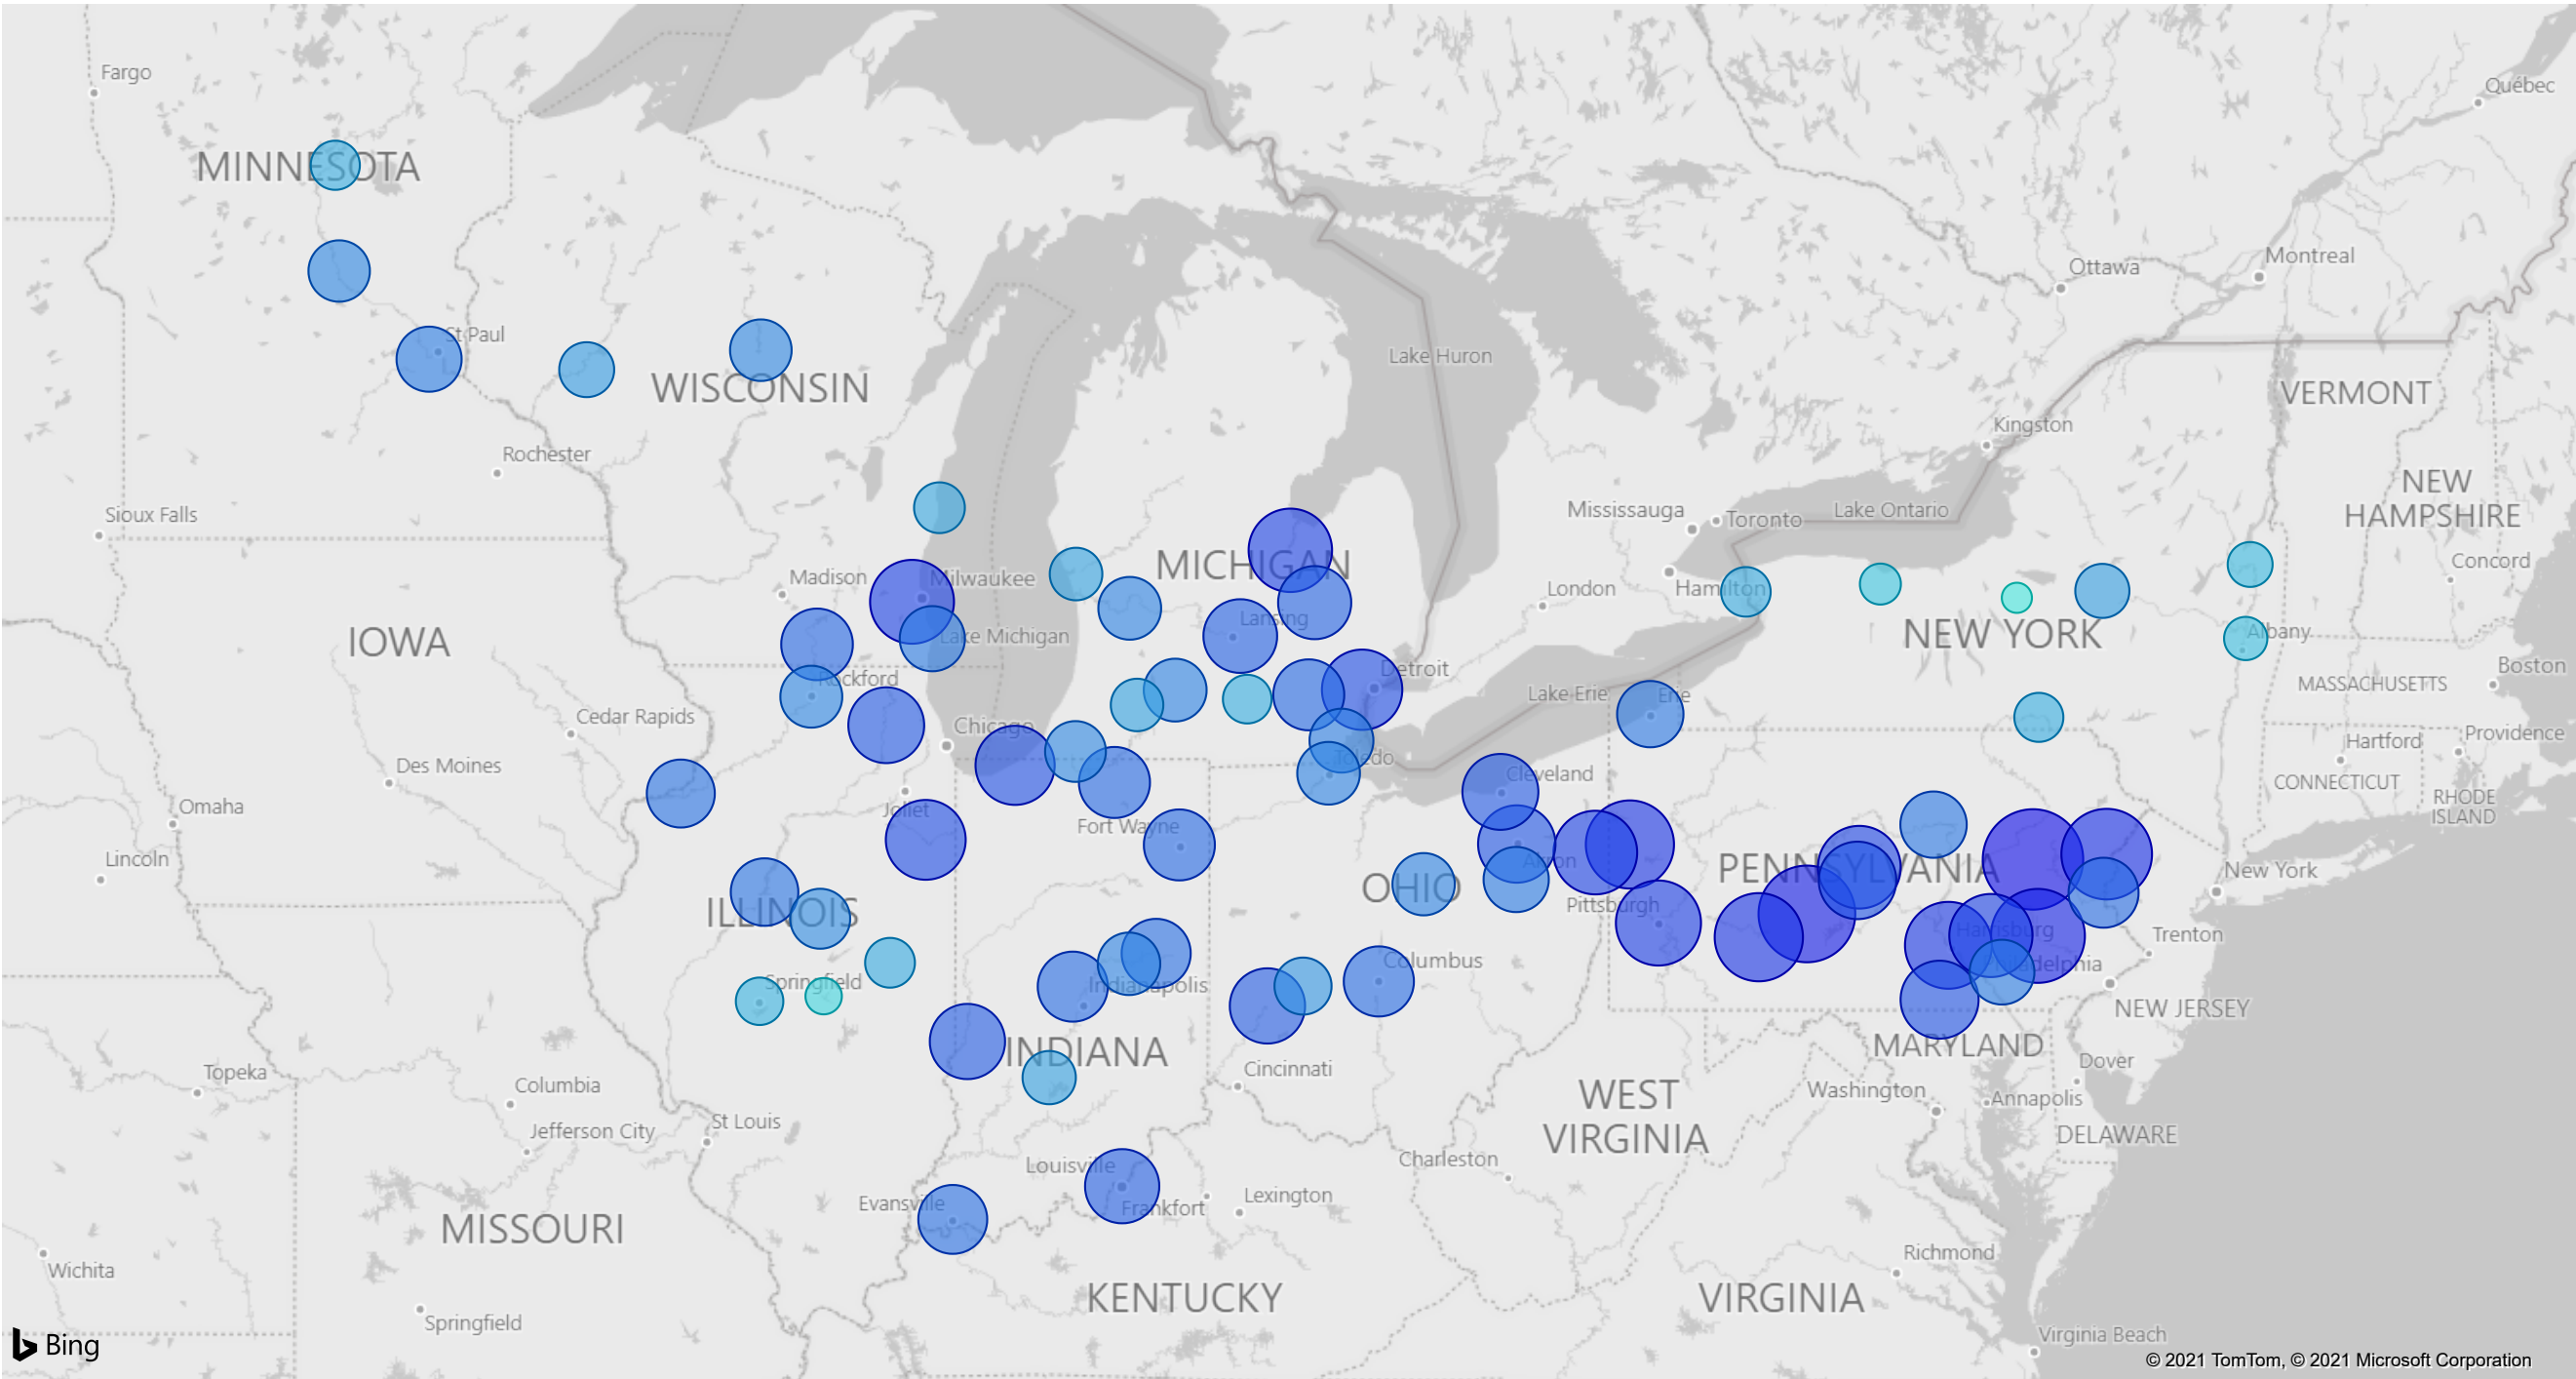 Fargo
Québec
MINNESOTA
Ottawa
Montreal
St Paul
Lake Huron
WISCONSIN
VERMONT
Kingston
Rochester
NEW
HAMPSHIRE
Sioux Falls
Mississauga
Toronto
Lake Ontario
Concord
MICHIGAN
Madison
Milwaukee
London
Hamilton
Lansing
IOWA
Lake Michigan
NEW YORK
Albany
Boston
Detroit
Rockford
Lake Erie
Erie
MASSACHUSETTS
Cedar Rapids
Chicago
Providence
Hartford
Toledo
Des Moines
Cleveland
CONNECTICUT
RHODE
ISLAND
Omaha
Joliet
Fort Wayne
Lincoln
Akron
PENNSYLVANIA
New York
OHIO
Pittsburgh
ILLINOIS
Harrisburg
Trenton
Columbus
Philadelphia
Springfield
Indianapolis
NEW JERSEY
INDIANA
MARYLAND
Cincinnati
Dover
Topeka
Columbia
WEST
VIRGINIA
Washington
Annapolis
St Louis
Jefferson City
DELAWARE
Louisville
Charleston
Evansville
Frankfort
Lexington
MISSOURI
Richmond
Wichita
KENTUCKY
VIRGINIA
Springfield
Virginia Beach
Bing
© 2021 TomTom, © 2021 Microsoft Corporation